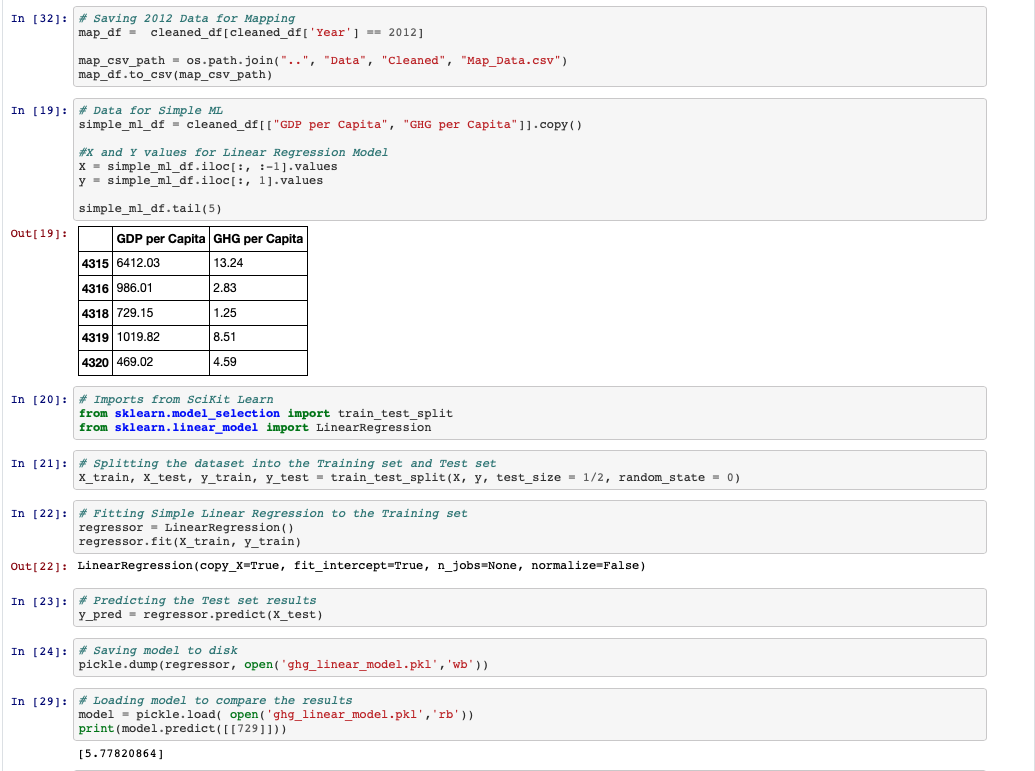 In [32]: # Saving 2012 Data for Mapping
map_df =  cleaned_df[cleaned_df['Year'] == 2012]
map_csv_path = os.path.join("..", "Data", "Cleaned", "Map_Data.csv")
map_df.to_csv(map_csv_path)
In [19]: # Data for Simple ML
simple_ml_df = cleaned_df[["GDP per Capita", "GHG per Capita"]].copy()
#X and Y values for Linear Regression Model
X = simple_ml_df.iloc[:, :-1].values
y = simple_ml_df.iloc[:, 1].values
simple_ml_df.tail(5)
Out[19]:
GDP per Capita GHG per Capita
4315 6412.03 13.24
4316 986.01 2.83
4318 729.15 1.25
4319 1019.82 8.51
4320 469.02 4.59
In [20]: # Imports from SciKit Learn
from sklearn.model_selection import train_test_split
from sklearn.linear_model import LinearRegression
In [21]: # Splitting the dataset into the Training set and Test set
X_train, X_test, y_train, y_test = train_test_split(X, y, test_size = 1/2, random_state = 0)
In [22]: # Fitting Simple Linear Regression to the Training set
regressor = LinearRegression()
regressor.fit(X_train, y_train)
Out[22]: LinearRegression(copy_X=True, fit_intercept=True, n_jobs=None, normalize=False)
In [23]: # Predicting the Test set results
y_pred = regressor.predict(X_test)
In [24]: # Saving model to disk
pickle.dump(regressor, open('ghg_linear_model.pkl','wb'))
In [29]: # Loading model to compare the results
model = pickle.load( open('ghg_linear_model.pkl','rb'))
print(model.predict([[729]]))
[5.77820864]